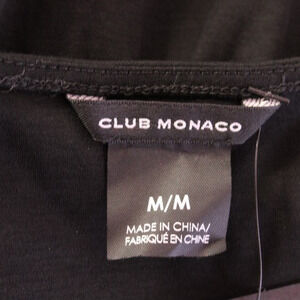 CLUB MONACO
M/M
MADE IN CHINA/
FABRIQUÉ EN CHINE